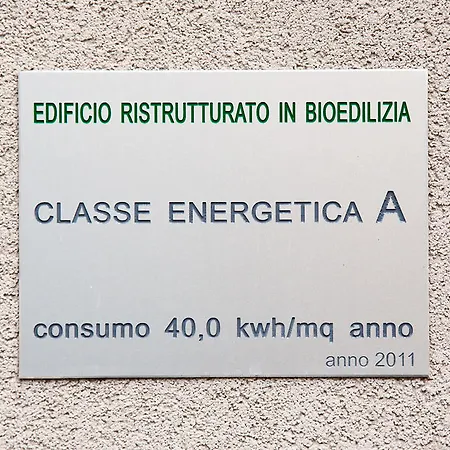 EDIFICIO RISTRUTTURATO IN BIOEDILIZIA
CLASSE ENERGETICA A
consumo 40,0 kwh/mq anno
anno 2011